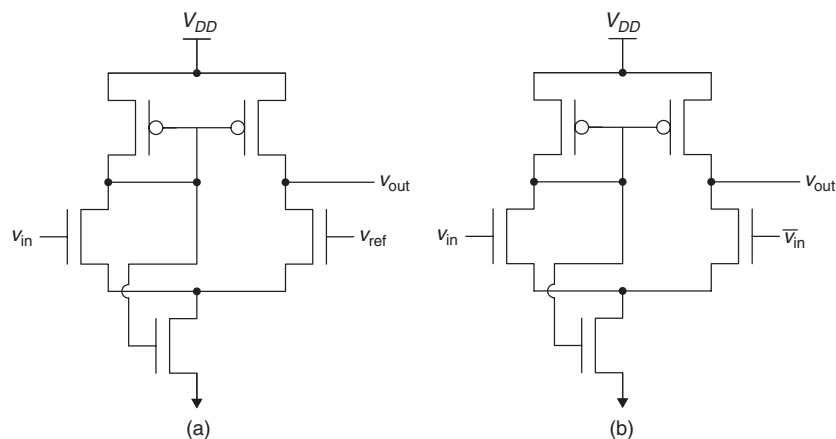 V_DD V_DD
v_out v_out
v_in v_ref v_in v̅_in
(a) (b)